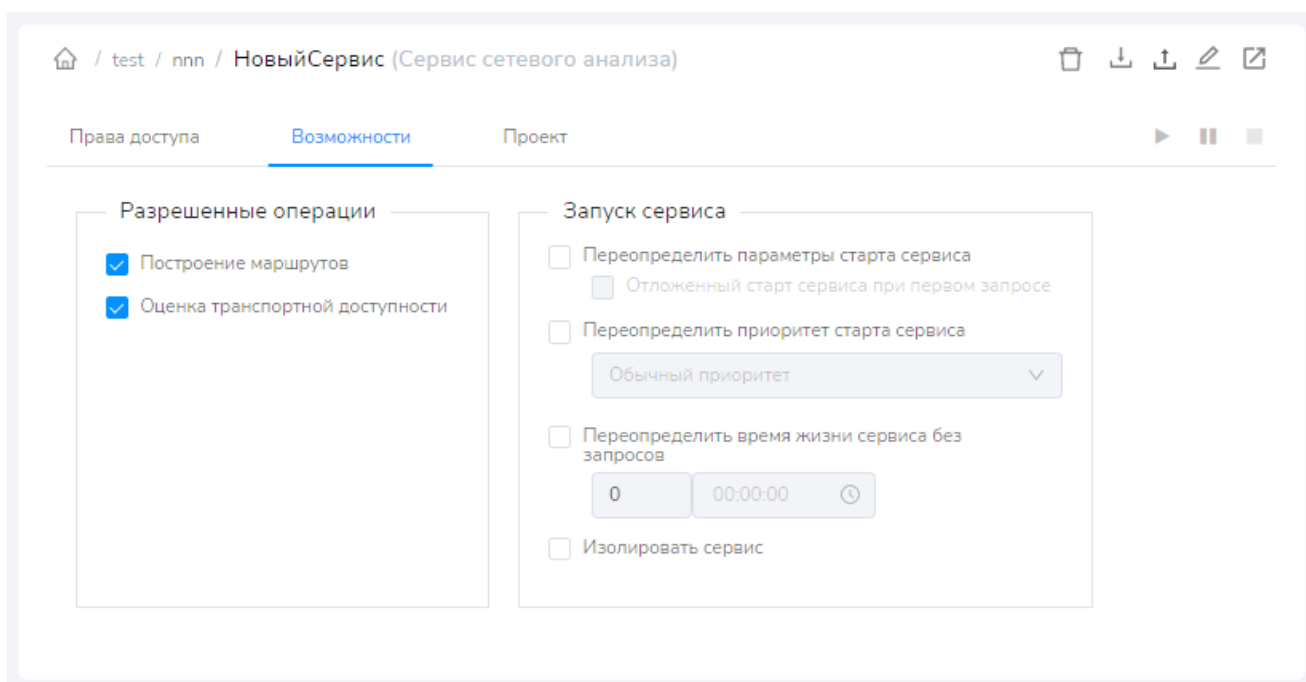 / test / nnn / НовыйСервис (Сервис сетевого анализа)
Права доступа Возможности Проект
Разрешенные операции
Построение маршрутов
Оценка транспортной доступности
Запуск сервиса
Переопределить параметры старта сервиса
Отложенный старт сервиса при первом запросе
Переопределить приоритет старта сервиса
Обычный приоритет
Переопределить время жизни сервиса без
запросов
0 00:00:00
Изолировать сервис